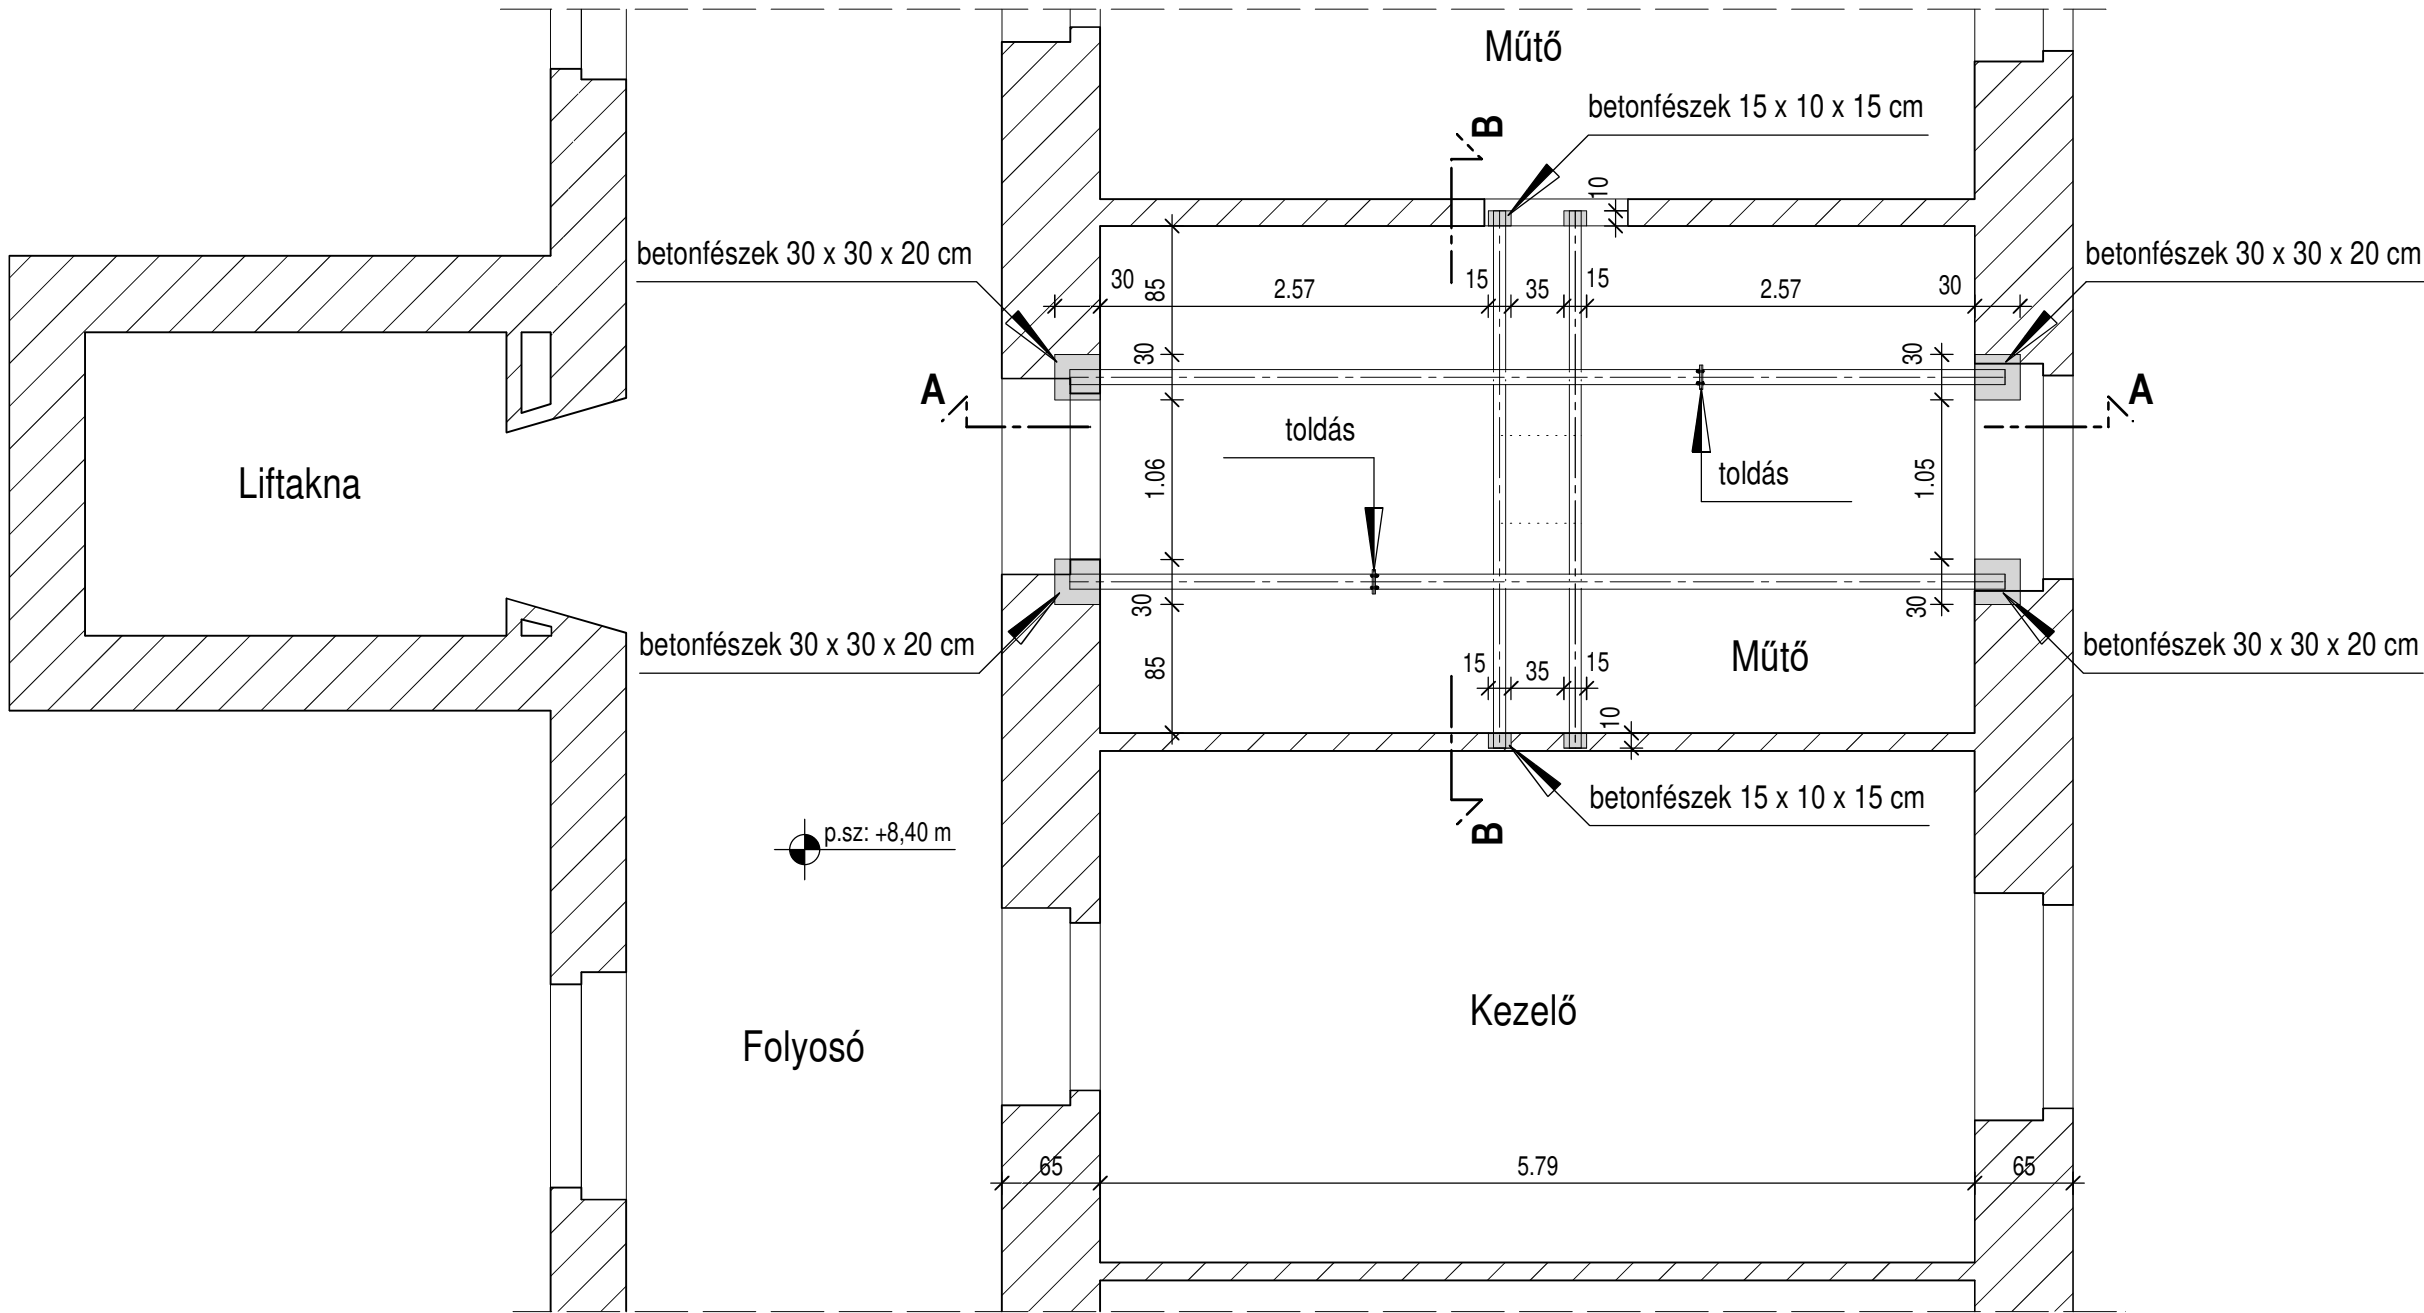 Műtő
betonfészek 15 x 10 x 15 cm
B
10
betonfészek 30 x 30 x 20 cm
betonfészek 30 x 30 x 20 cm
30
85
2.57
15
35
15
2.57
30
30
30
A
A
toldás
toldás
Liftakna
1.06
1.05
30
30
betonfészek 30 x 30 x 20 cm
betonfészek 30 x 30 x 20 cm
Műtő
85
15
35
15
10
betonfészek 15 x 10 x 15 cm
B
p.sz: +8,40 m
Kezelő
Folyosó
65
5.79
65